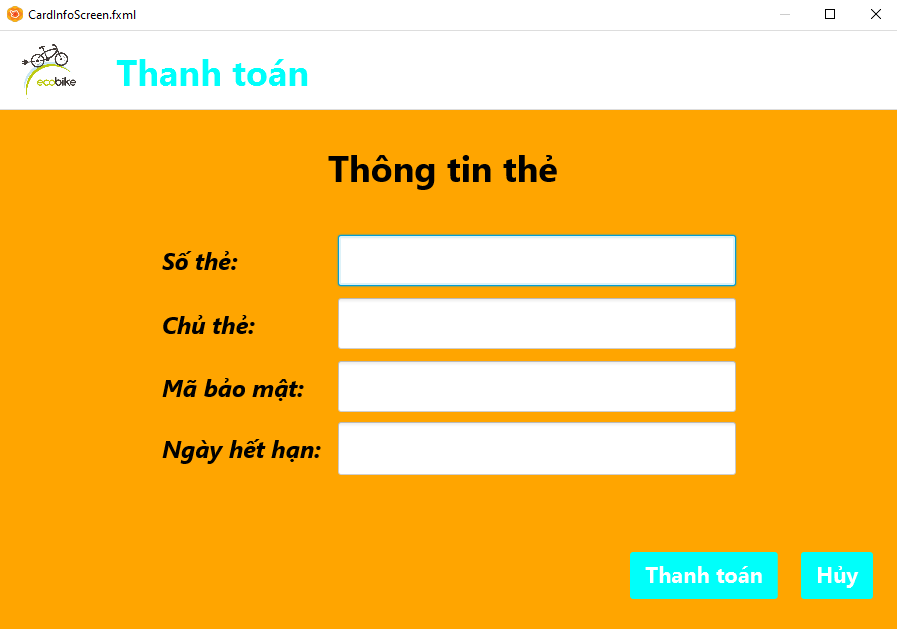 CardInfoScreen.fxml
ecobike
Thanh toán
Thông tin thẻ
Số thẻ:
Chủ thẻ:
Mã bảo mật:
Ngày hết hạn:
Thanh toán Hủy